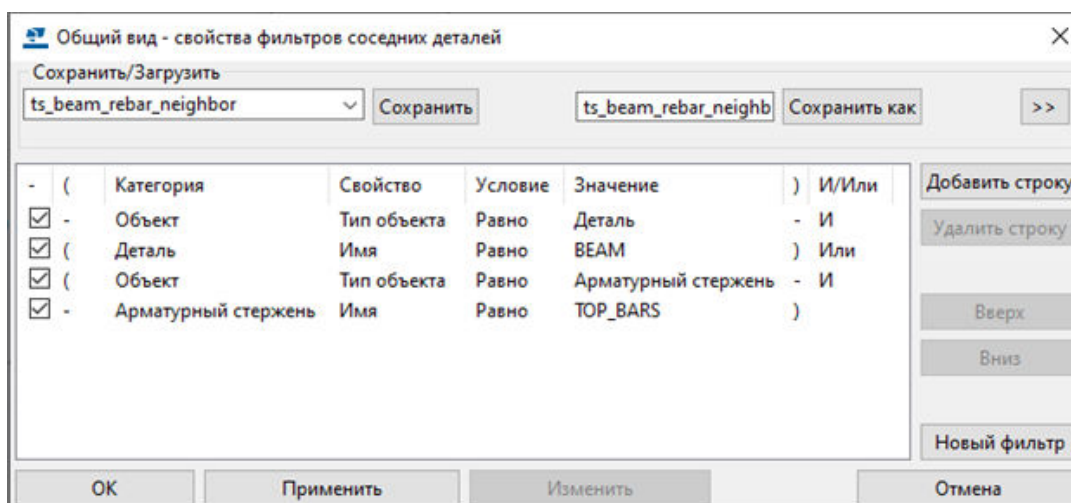 Общий вид - свойства фильтров соседних деталей
Сохранить/Загрузить
ts_beam_rebar_neighbor Сохранить ts_beam_rebar_neighb Сохранить как >>
- ( Категория Свойство Условие Значение ) И/Или Добавить строку
- Объект Тип объекта Равно Деталь - И Удалить строку
( Деталь Имя Равно BEAM ) Или
( Объект Тип объекта Равно Арматурный стержень - И
- Арматурный стержень Имя Равно TOP_BARS ) Вверх
Вниз
Новый фильтр
ОК Применить Изменить Отмена